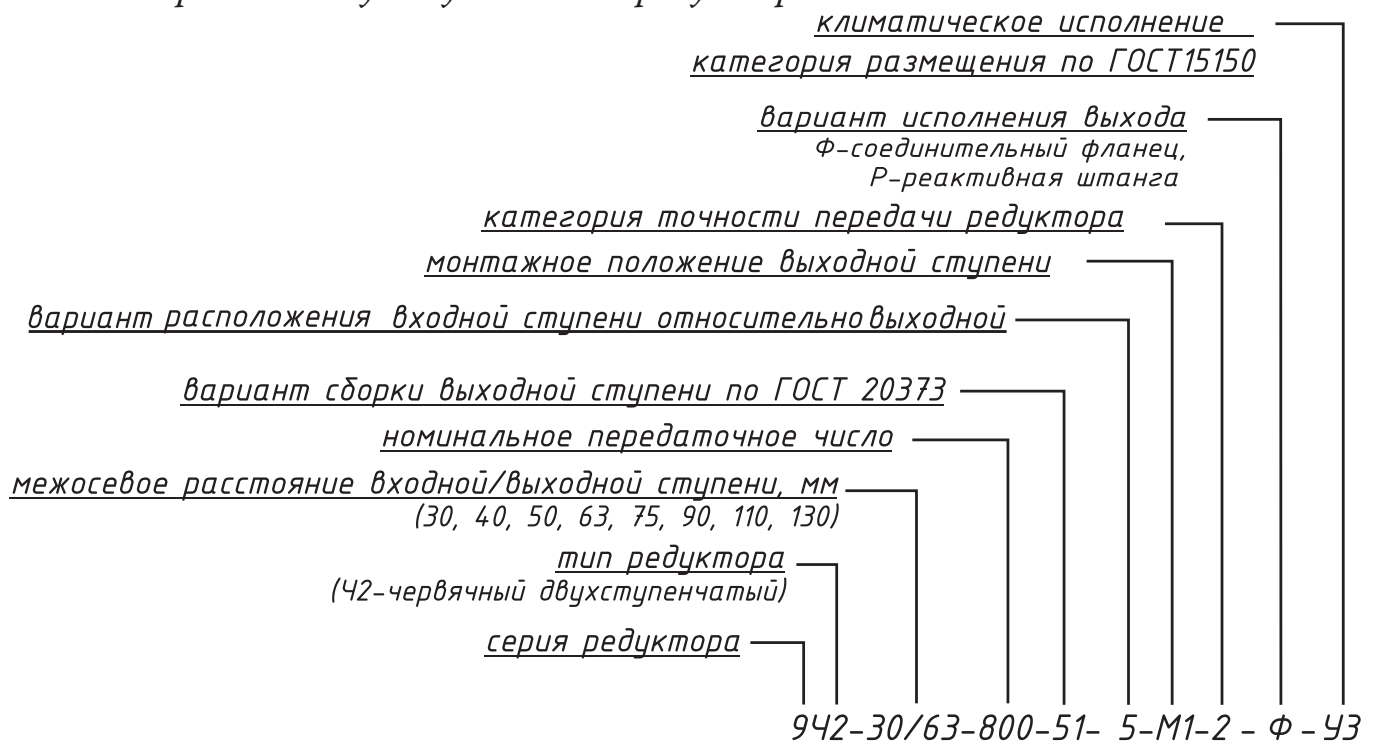 климатическое исполнение
категория размещения по ГОСТ15150
вариант исполнения выхода
Ф-соединительный фланец,
Р-реактивная штанга
категория точности передачи редуктора
монтажное положение выходной ступени
вариант расположения входной ступени относительно выходной
вариант сборки выходной ступени по ГОСТ 20373
номинальное передаточное число
межосевое расстояние входной/выходной ступени, мм
(30, 40, 50, 63, 75, 90, 110, 130)
тип редуктора
(Ч2-червячный двухступенчатый)
серия редуктора
9Ч2-30/63-800-51- 5-М1-2 - Ф - У3